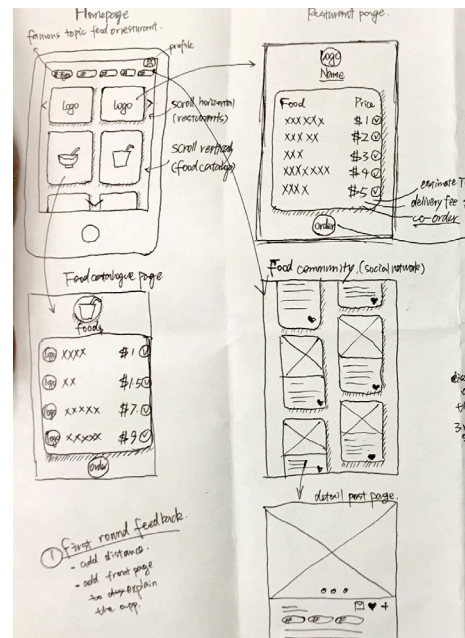 Homepage
famous topic food or restaurant.
profile
Logo
Logo
scroll horizontal
(restaurants)
scroll vertical
(food catalog)
Restaurant page.
Logo
Name
Food Price
xxxxxx $1
xxx xx $2
xxx $3
xxxxxxx $4
xxx x $5
estimate T
delivery fee
co-order
order
Food catalogue page
foods
logo xxxx $1
logo xx $1.5
logo xxxxx $7
logo xxxxx $9
order
Food community. (social network)
detail post page.
① first round feedback.
- add distance.
- add front page
to explain
the app.